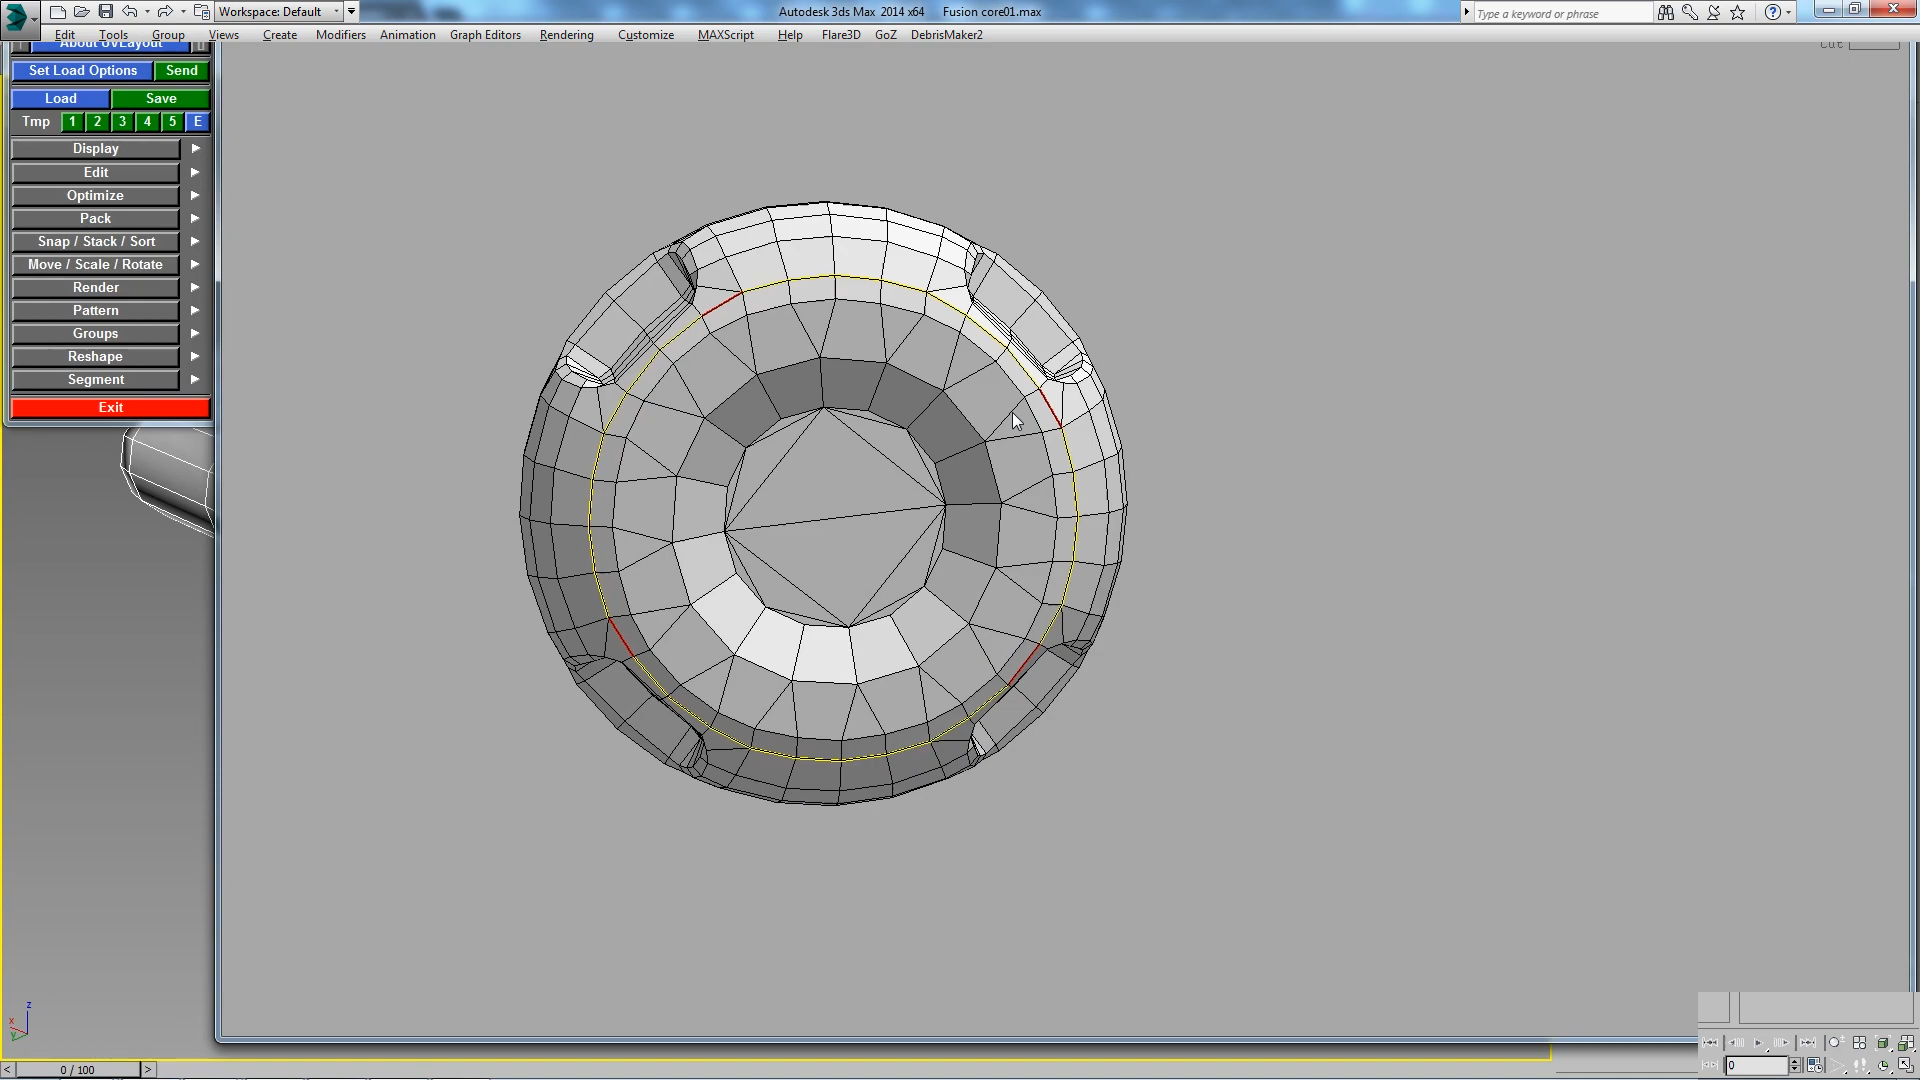 Workspace: Default
Autodesk 3ds Max 2014 x64 Fusion core01.max
Type a keyword or phrase
Edit Tools Group Views Create Modifiers Animation Graph Editors Rendering Customize MAXScript Help Flare3D GoZ DebrisMaker2
About UVLayout
Cut
Set Load Options Send
Load Save
Tmp 1 2 3 4 5 E
Display
Edit
Optimize
Pack
Snap / Stack / Sort
Move / Scale / Rotate
Render
Pattern
Groups
Reshape
Segment
Exit
z
x
y
< 0 / 100 >
0